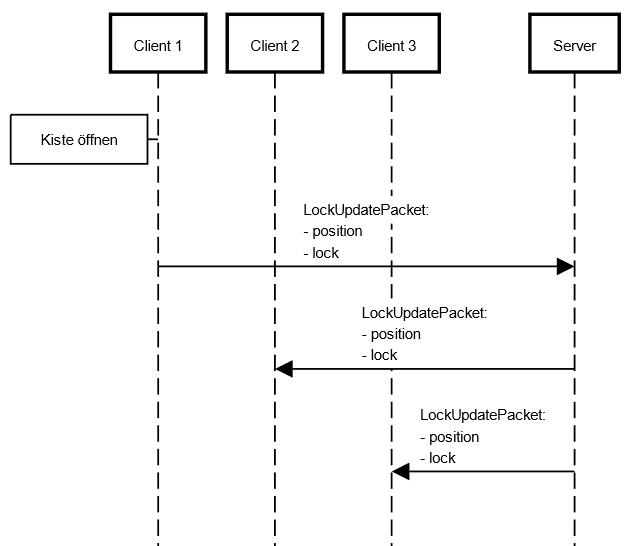 Client 1
Client 2
Client 3
Server
Kiste öffnen
LockUpdatePacket:
- position
- lock
LockUpdatePacket:
- position
- lock
LockUpdatePacket:
- position
- lock